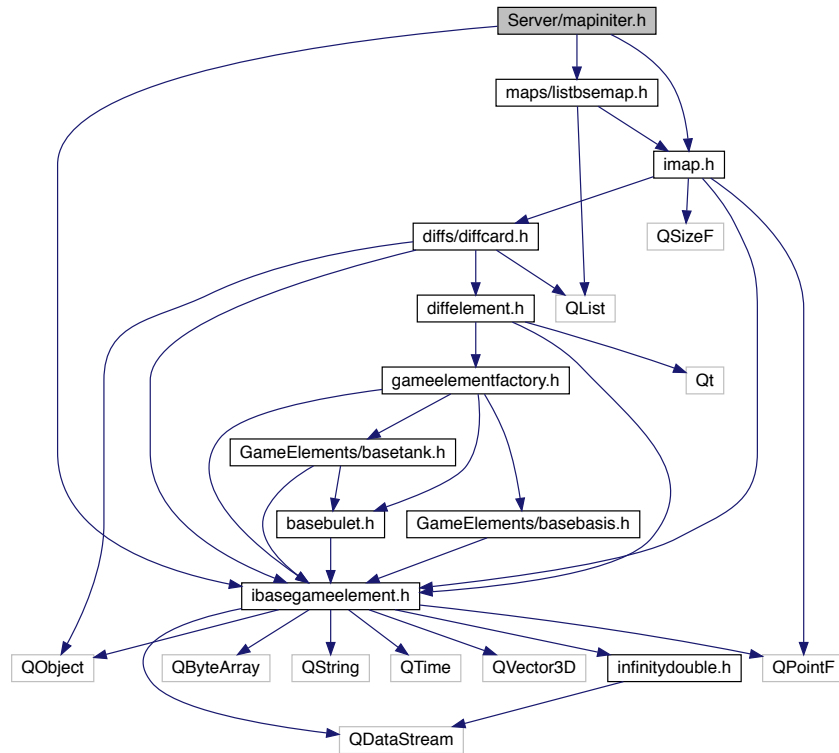 Server/mapiniter.h
maps/listbsemap.h
imap.h
diffs/diffcard.h
QSizeF
diffelement.h
QList
gameelementfactory.h
Qt
GameElements/basetank.h
basebulet.h
GameElements/basebasis.h
ibasegameelement.h
QObject
QByteArray
QString
QTime
QVector3D
infinitydouble.h
QPointF
QDataStream